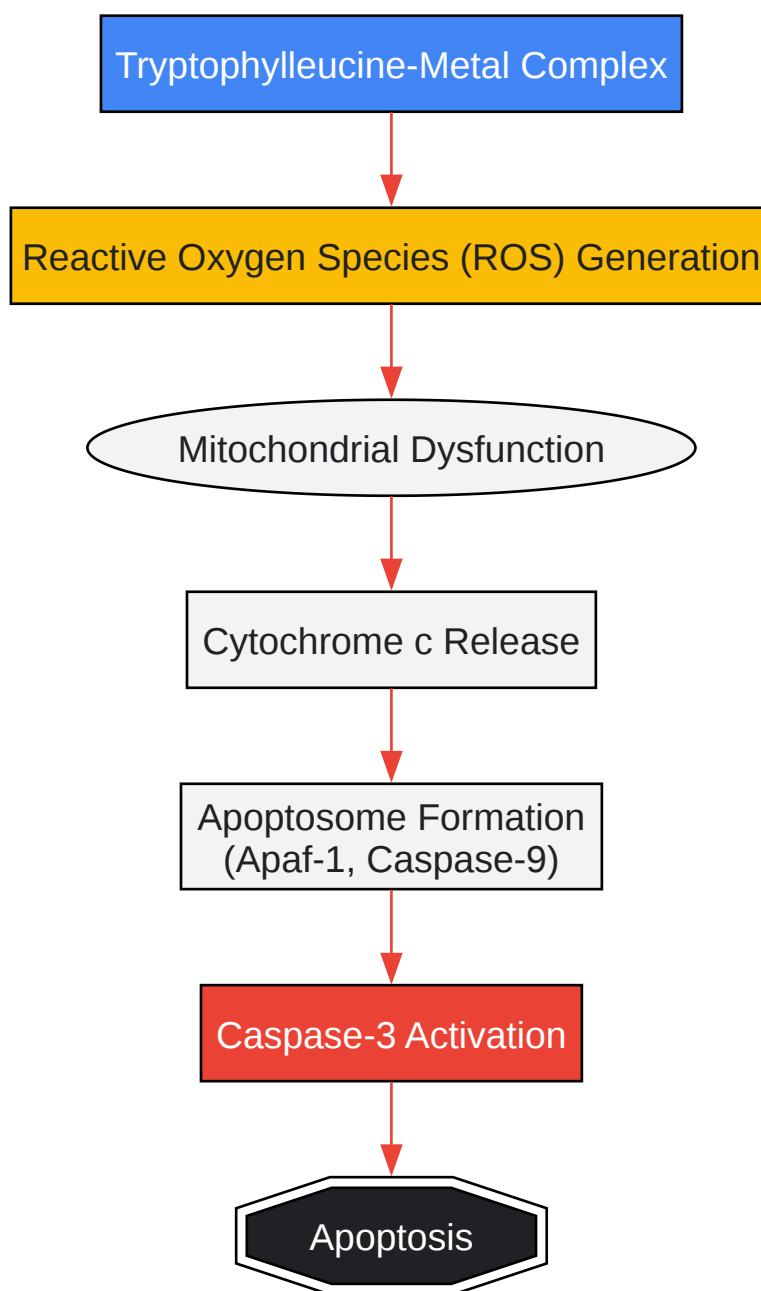 Tryptophylleucine-Metal Complex
Reactive Oxygen Species (ROS) Generation
Mitochondrial Dysfunction
Cytochrome c Release
Apoptosome Formation
(Apaf-1, Caspase-9)
Caspase-3 Activation
Apoptosis